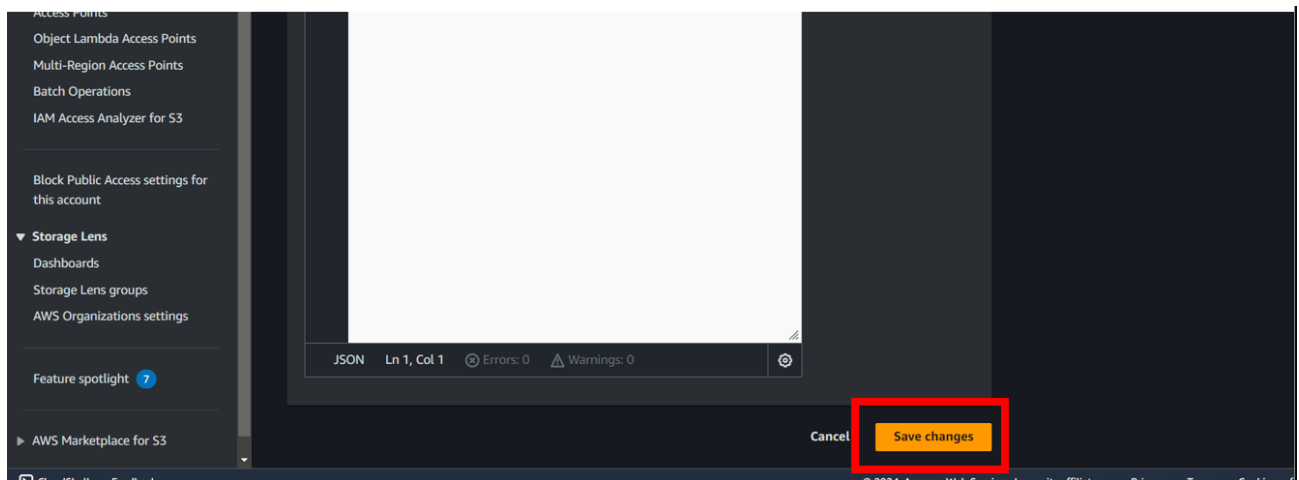 Access Points
Object Lambda Access Points
Multi-Region Access Points
Batch Operations
IAM Access Analyzer for S3
Block Public Access settings for
this account
Storage Lens
Dashboards
Storage Lens groups
AWS Organizations settings
Feature spotlight 7
AWS Marketplace for S3
JSON Ln 1, Col 1 Errors: 0 Warnings: 0
Cancel Save changes